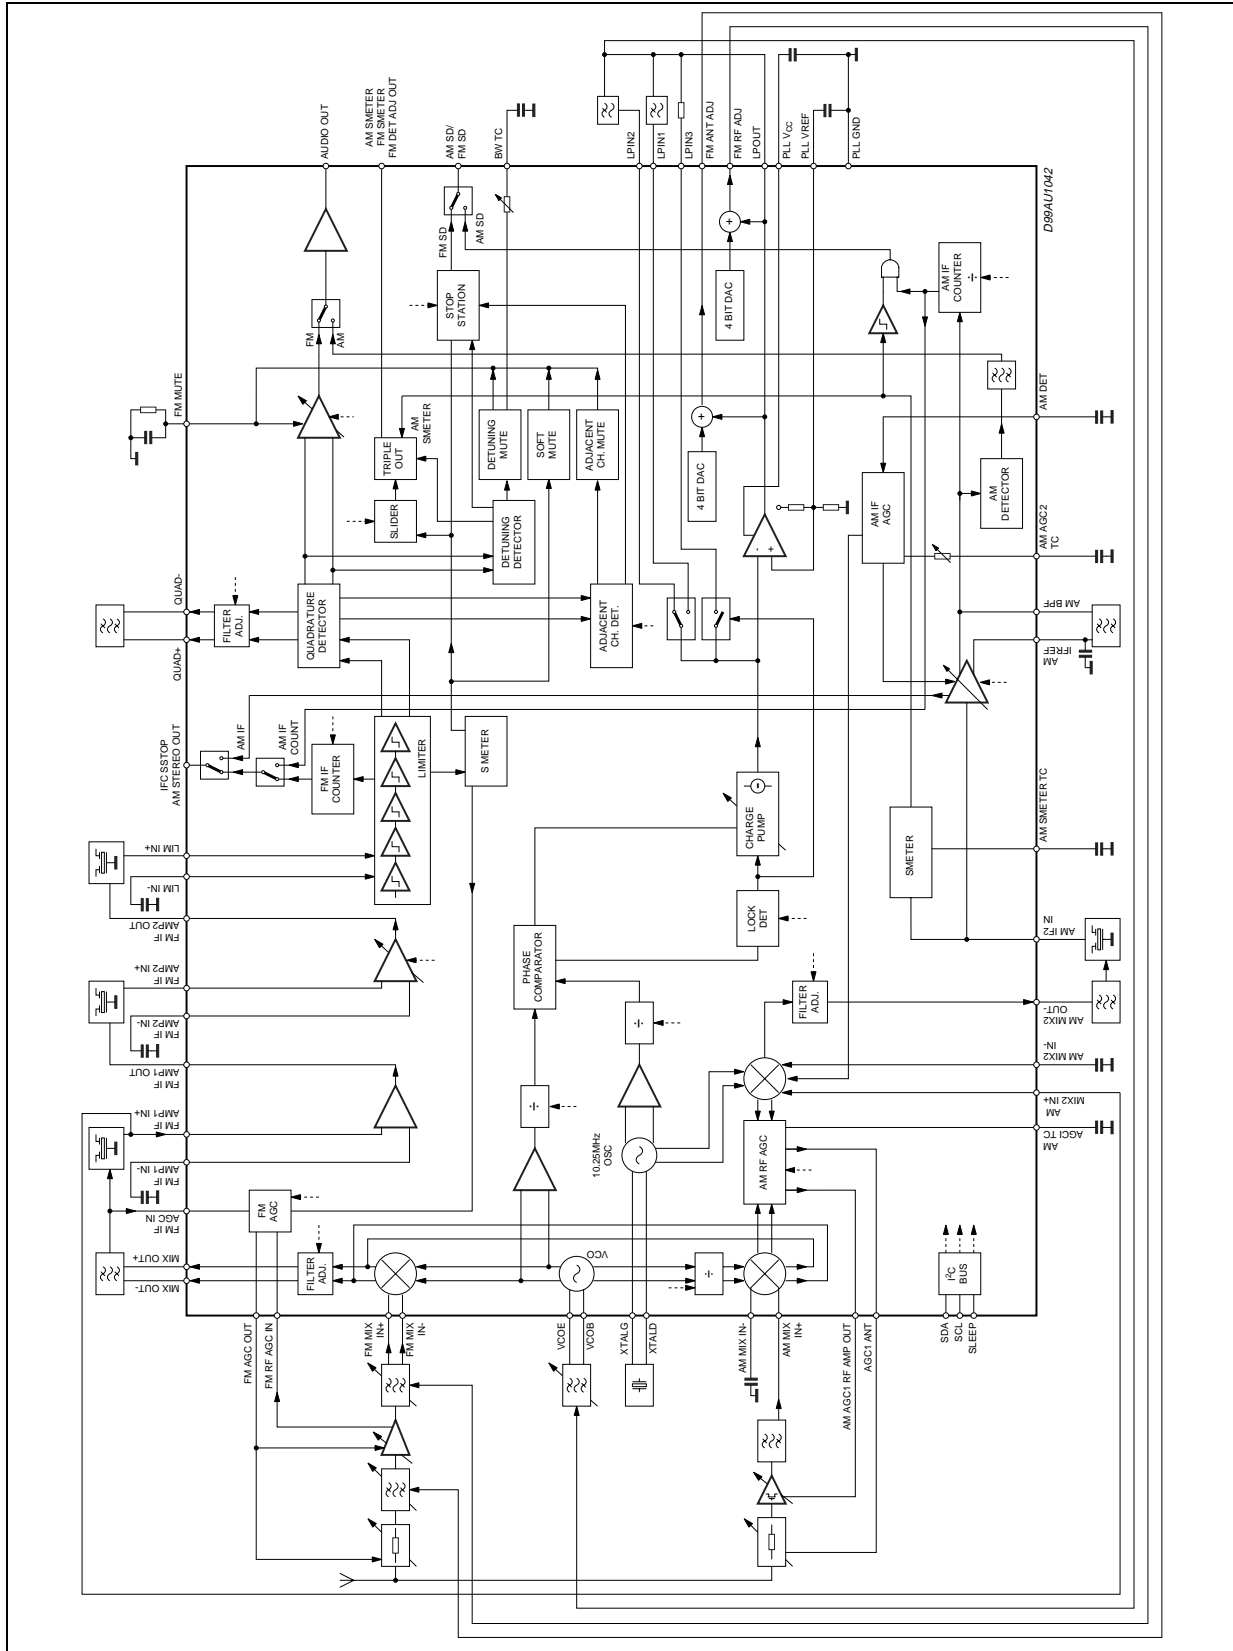 AUDIO OUT
AM SMETER
FM SMETER
FM DET ADJ OUT
AM SD/
FM SD
BW TC
LPIN2
LPIN1
LPIN3
FM ANT ADJ
FM RF ADJ
LPOUT
PLL VCC
PLL VREF
PLL GND
D99AU1042
FM
AM
FM SD
AM SD
STOP
STATION
4 BIT DAC
AM IF
COUNTER
FM MUTE
TRIPLE
OUT
AM
SMETER
DETUNING
MUTE
SOFT
MUTE
ADJACENT
CH. MUTE
4 BIT DAC
AM DET
SLIDER
DETUNING
DETECTOR
AM IF
AGC
AM
DETECTOR
AM AGC2
TC
QUAD-
QUAD+
FILTER
ADJ.
QUADRATURE
DETECTOR
ADJACENT
CH. DET.
-
+
AM BPF
AM
IFREF
IFC SSTOP
AM STEREO OUT
AM IF
AM IF
COUNT
FM IF
COUNTER
LIMITER
S METER
CHARGE
PUMP
SMETER
AM SMETER TC
LIM IN+
LIM IN-
FM IF
AMP2 OUT
FM IF
AMP2 IN+
FM IF
AMP2 IN-
FM IF
AMP1 OUT
FM IF
AMP1 IN+
FM IF
AMP1 IN-
FM IF
AGC IN
MIX OUT+
MIX OUT-
PHASE
COMPARATOR
LOCK
DET
FILTER
ADJ.
AM IF2
IN
AM MIX2
OUT-
AM MIX2
IN-
AM
MIX2 IN+
AM
AGCI TC
10.25MHz
OSC
AM RF AGC
FM
AGC
FILTER
ADJ.
VCO
I2C
BUS
FM AGC OUT
FM RF AGC IN
FM MIX
IN+
FM MIX
IN-
VCOE
VCOB
XTALG
XTALD
AM MIX IN-
AM MIX
IN+
AM AGC1 RF AMP OUT
AGC1 ANT
SDA
SCL
SLEEP